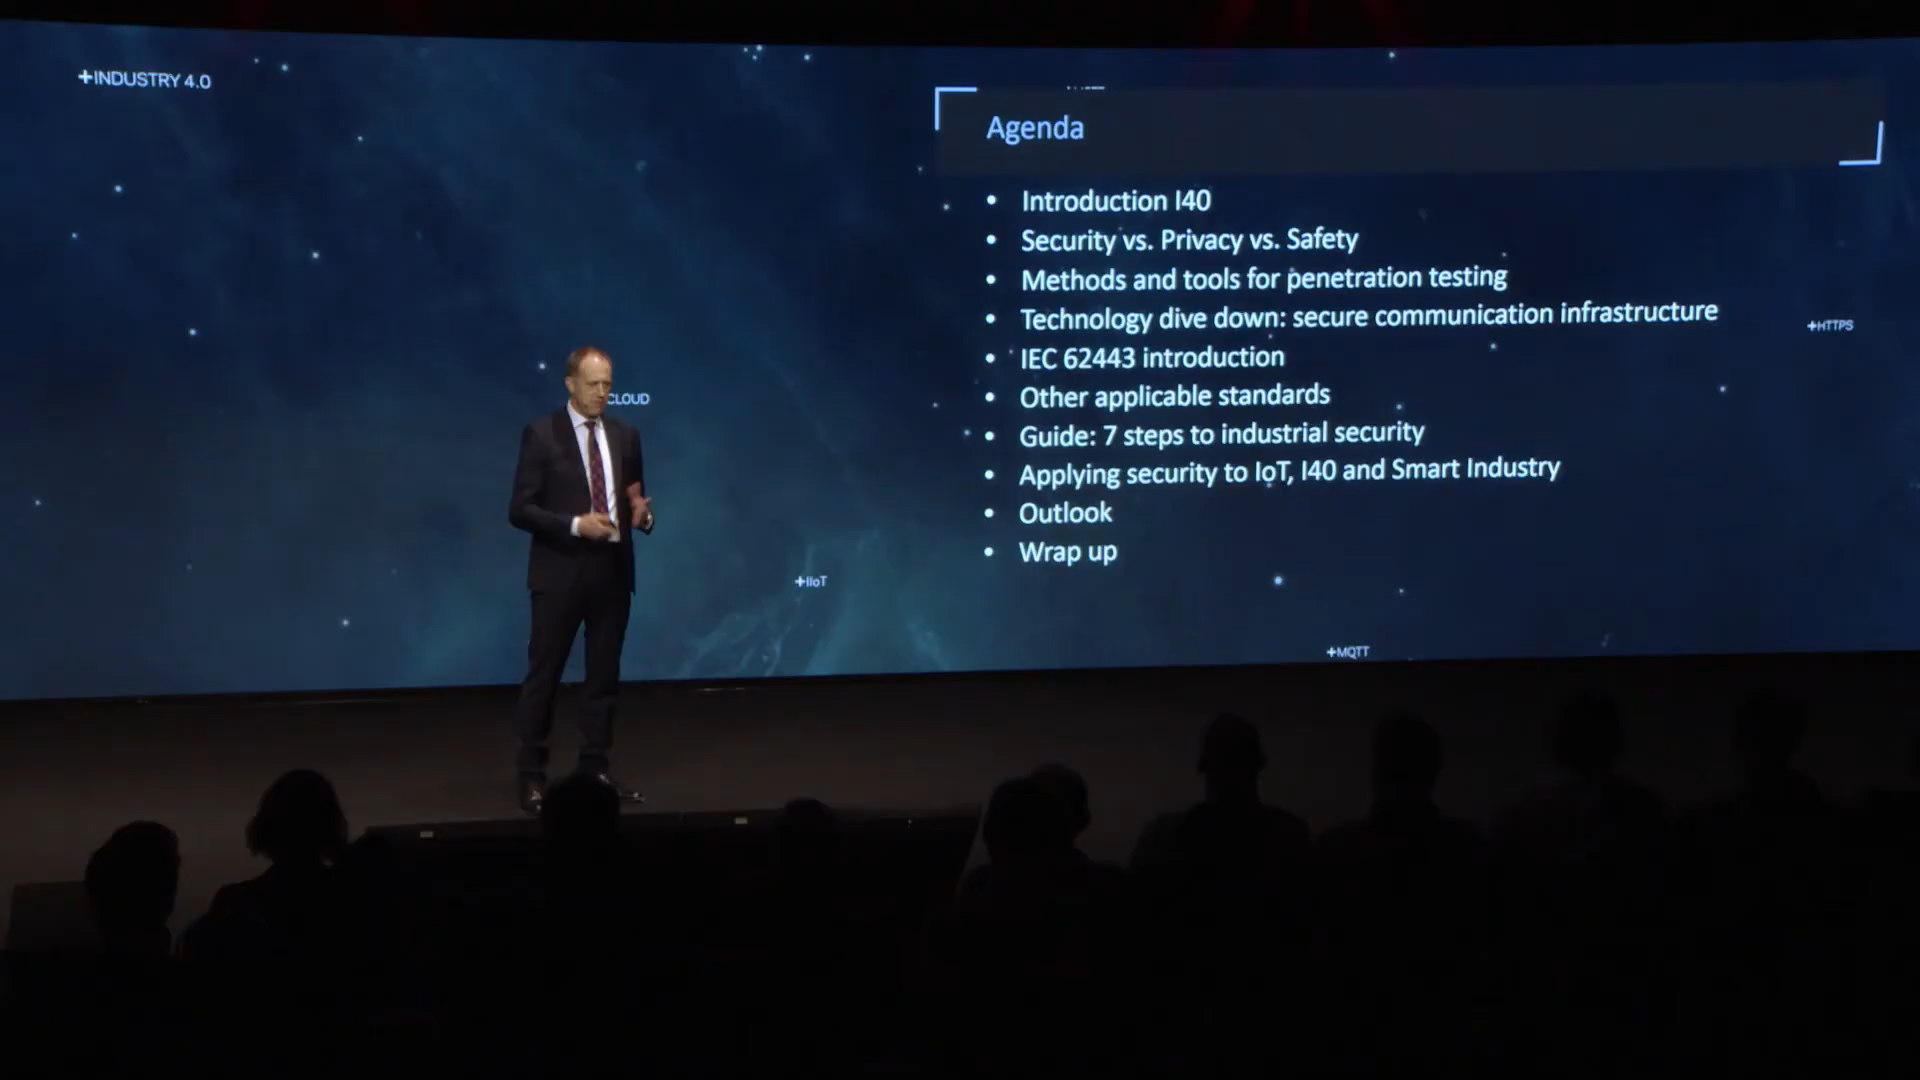 +INDUSTRY 4.0
Agenda
• Introduction I40
• Security vs. Privacy vs. Safety
• Methods and tools for penetration testing
• Technology dive down: secure communication infrastructure
• IEC 62443 introduction
• Other applicable standards
• Guide: 7 steps to industrial security
• Applying security to IoT, I40 and Smart Industry
• Outlook
• Wrap up
+HTTPS
CLOUD
+IIoT
+MQTT